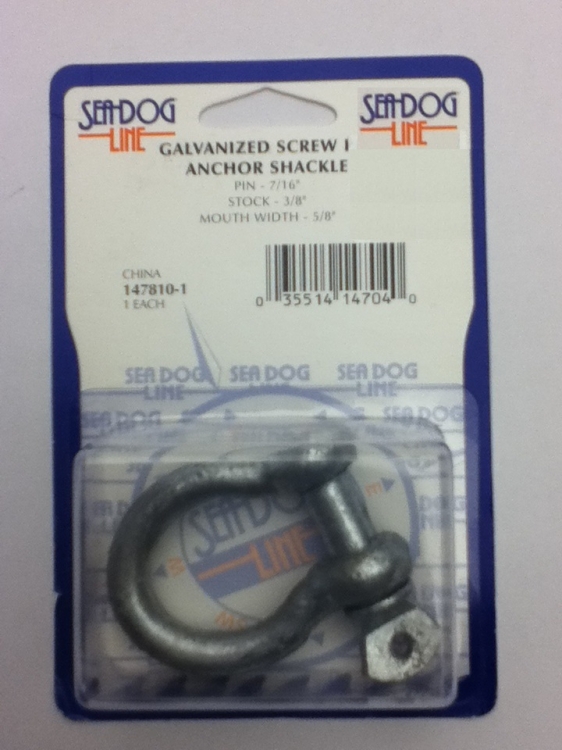 SEA-DOG
LINE
SEA-DOG
LINE
GALVANIZED SCREW
ANCHOR SHACKLE
PIN - 7/16"
STOCK - 3/8"
MOUTH WIDTH - 5/8"
CHINA
147810-1
1 EACH
0 35514 14704 0
SEA DOG SEA DOG SEA DOG
LINE LINE LINE
SEA DOG SEA DOG
SEA-DOG
LINE